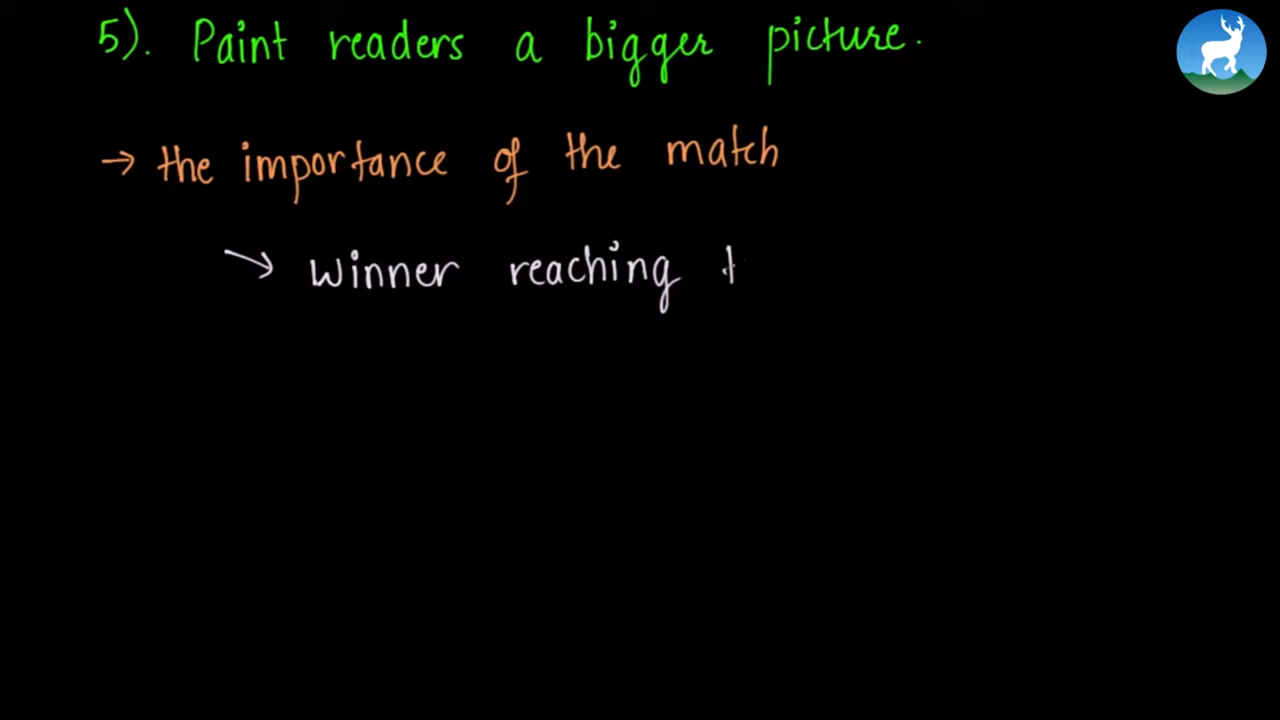 5). Paint readers a bigger picture.
→ the importance of the match
→ winner reaching t